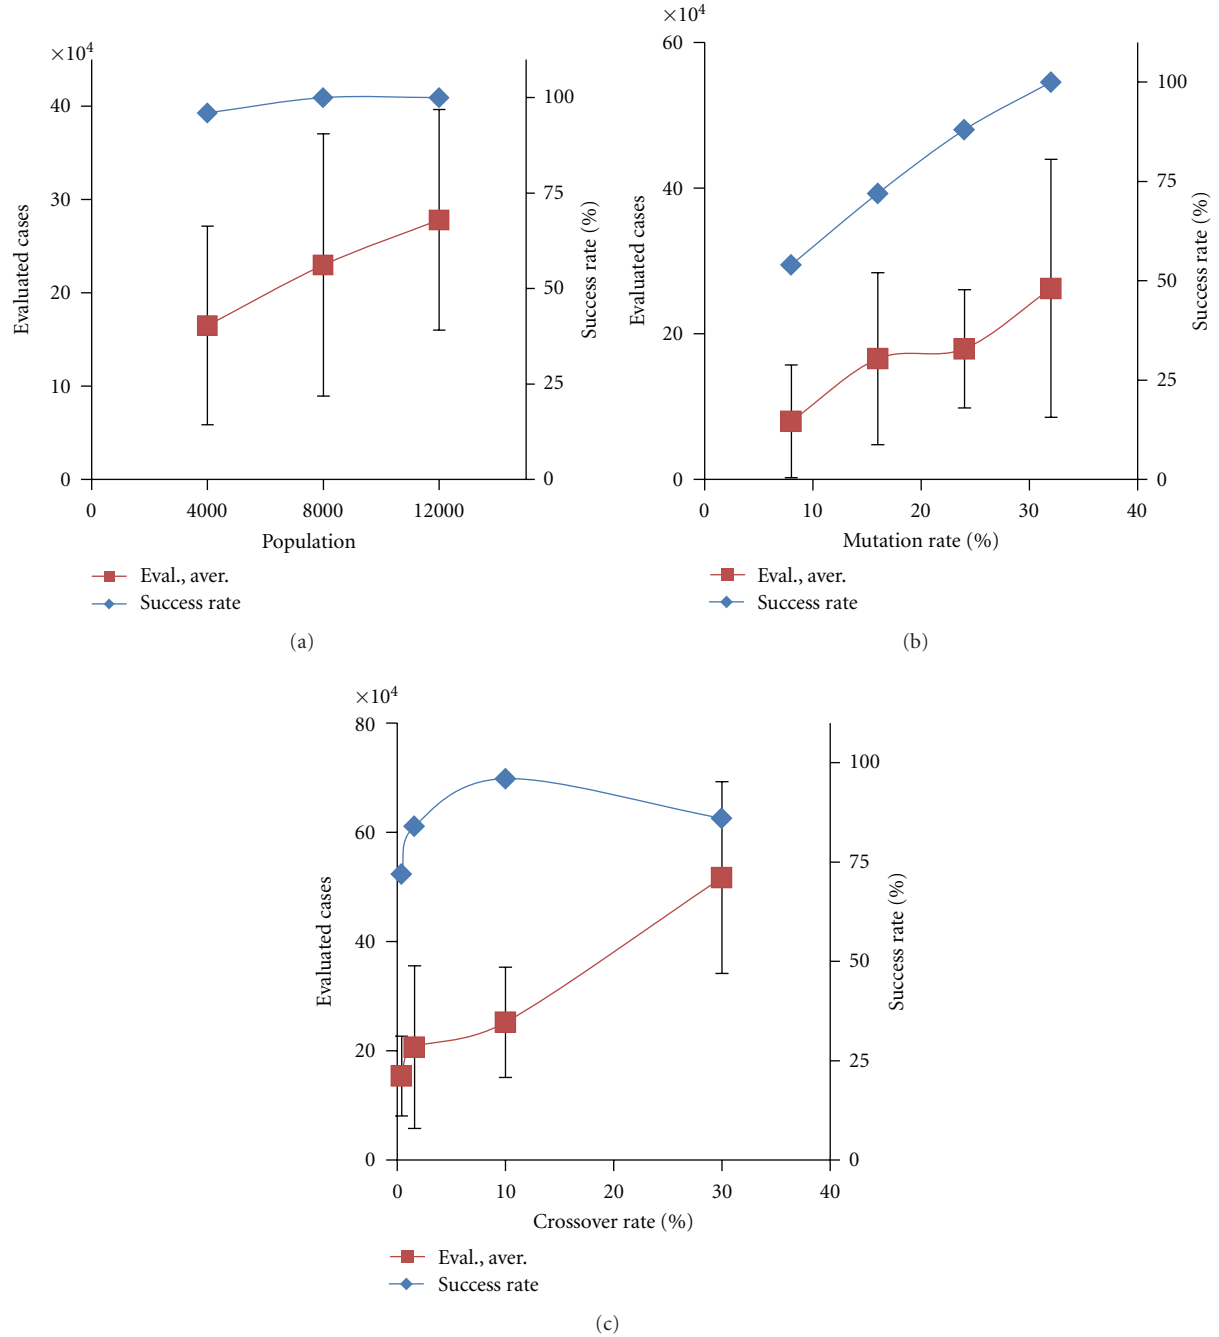 ×10⁴
40
30
20
10
0
Evaluated cases
100
75
50
25
0
Success rate (%)
0 4000 8000 12000
Population
Eval., aver.
Success rate
(a)
×10⁴
60
40
20
0
Evaluated cases
100
75
50
25
0
Success rate (%)
0 10 20 30 40
Mutation rate (%)
Eval., aver.
Success rate
(b)
×10⁴
80
60
40
20
0
Evaluated cases
100
75
50
25
0
Success rate (%)
0 10 20 30 40
Crossover rate (%)
Eval., aver.
Success rate
(c)